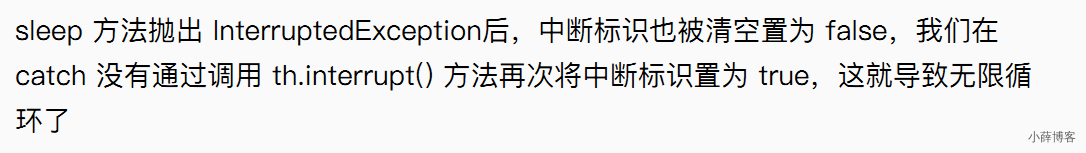 sleep 方法抛出 InterruptedException后，中断标识也被清空置为 false，我们在
catch 没有通过调用 th.interrupt() 方法再次将中断标识置为 true，这就导致无限循
环了
小薛博客